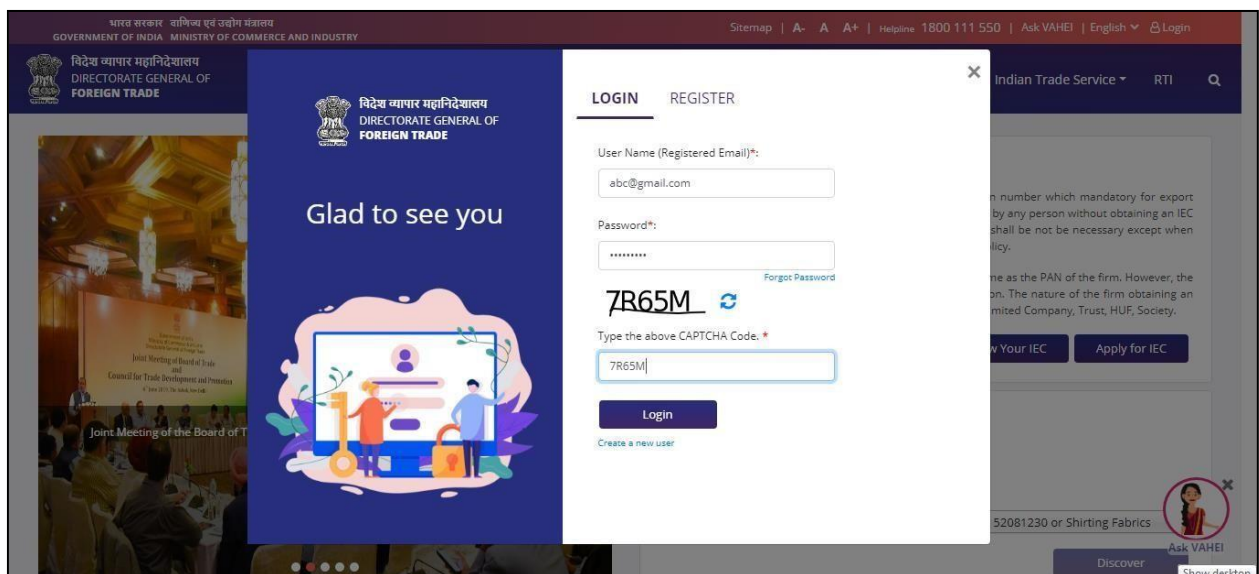 भारत सरकार वाणिज्य एवं उद्योग मंत्रालय
GOVERNMENT OF INDIA MINISTRY OF COMMERCE AND INDUSTRY
Sitemap | A- A A+ | Helpline 1800 111 550 | Ask VAHEI | English Login
विदेश व्यापार महानिदेशालय
DIRECTORATE GENERAL OF
FOREIGN TRADE
Indian Trade Service RTI
विदेश व्यापार महानिदेशालय
DIRECTORATE GENERAL OF
FOREIGN TRADE
Glad to see you
LOGIN REGISTER
×
User Name (Registered Email)*:
abc@gmail.com
Password*:
Forgot Password
7R65M
Type the above CAPTCHA Code. *
7R65M
Login
Create a new user
Joint Meeting of Board of Trade
and
Council for Trade Development and Promotion
Joint Meeting of the Board of T
number which mandatory for export
by any person without obtaining an IEC
shall be not be necessary except when
me as the PAN of the firm. However, the
on. The nature of the firm obtaining an
mited Company, Trust, HUF, Society.
Your IEC Apply for IEC
52081230 or Shirting Fabrics
Ask VAHEI
Discover
Show desktop